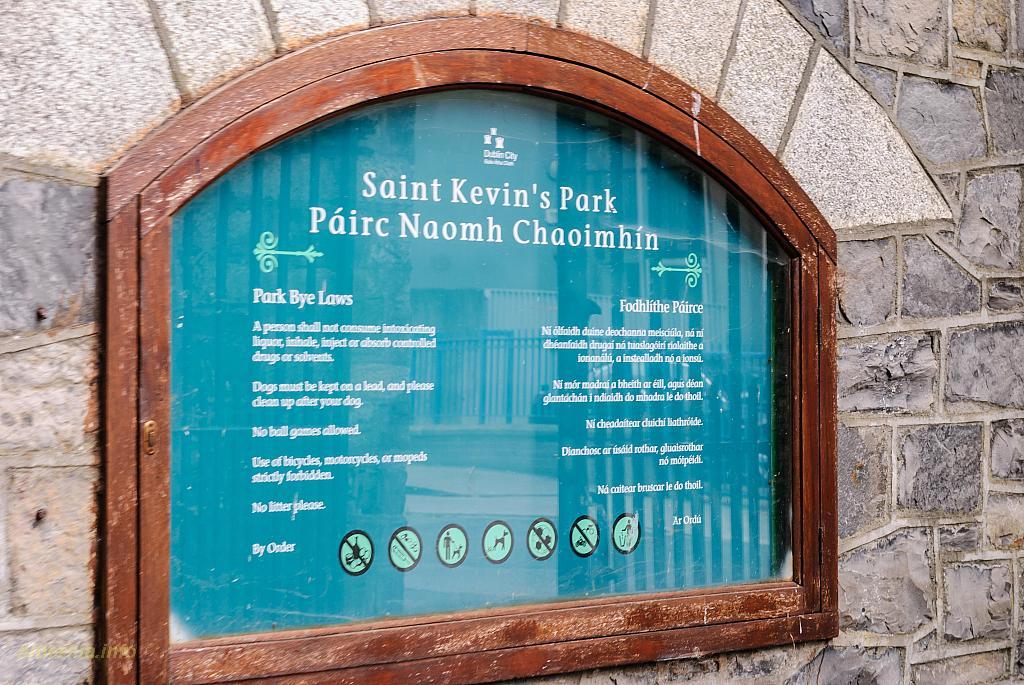 Dublin City
Saint Kevin's Park
Páirc Naomh Chaoimhín
Park Bye Laws
A person shall not consume intoxicating
liquor, inhale, inject or absorb controlled
drugs or solvents.
Dogs must be kept on a lead, and please
clean up after your dog.
No ball games allowed.
Use of bicycles, motorcycles, or mopeds
strictly forbidden.
No litter please.
By Order
Fodhlíthe Páirce
Ní ólfaidh duine deochanna meisciúla, ná ní
dhéanfaidh drugaí ná tuaslagóirí rialaithe a
ionanálú, a instealladh nó a ionsú.
Ní mór madraí a bheith ar éill, agus déan
glantachán i ndiaidh do mhadra le do thoil.
Ní cheadaítear cluichí liathróide.
Dianchosc ar úsáid rothar, gluaisrothar
nó móipéidí.
Ná caitear bruscar le do thoil.
Ar Ordú